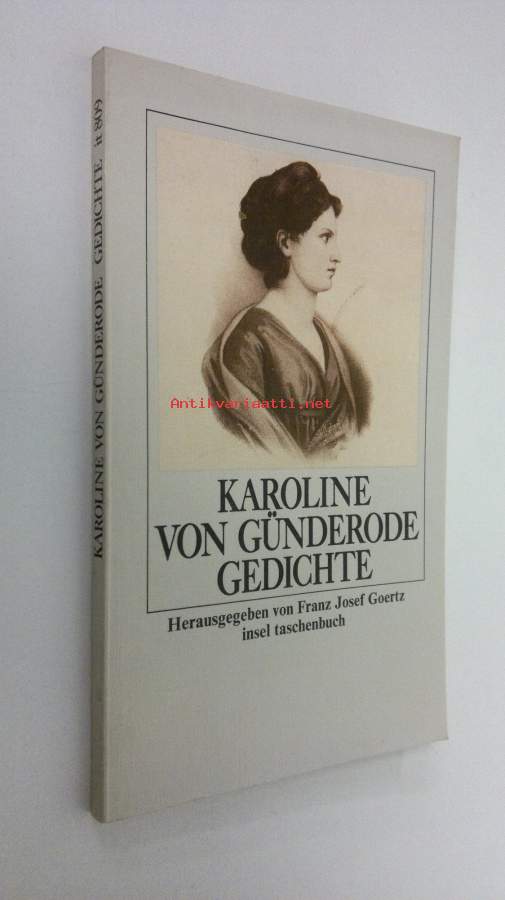 KAROLINE VON GÜNDERODE GEDICHTE it 809
Antikvariaatti.net
KAROLINE
VON GÜNDERODE
GEDICHTE
Herausgegeben von Franz Josef Goertz
insel taschenbuch